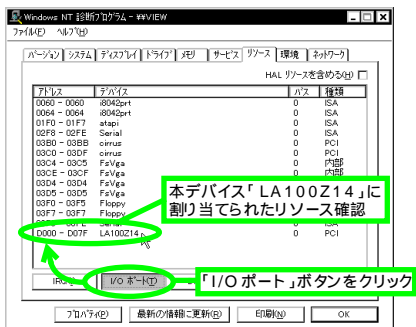 Windows NT 診断プログラム - ¥¥VIEW
ファイル(F) ヘルプ(H)
バージョン システム ディスプレイ ドライブ メモリ サービス リソース 環境 ネットワーク
HAL リソースを含める(H)
アドレス デバイス バス 種類
0060 - 0060 i8042prt 0 ISA
0064 - 0064 i8042prt 0 ISA
01F0 - 01F7 atapi 0 ISA
02F8 - 02FE Serial 0 ISA
03B0 - 03BB cirrus 0 PCI
03C0 - 03DF cirrus 0 PCI
03C4 - 03C5 FsVga 0 内部
03CE - 03CF FsVga 0 内部
03D4 - 03D4 FsVga
03D5 - 03D5 FsVga
03F0 - 03F5 Floppy
03F7 - 03F7 Floppy
本デバイス「LA100Z14」に
割り当てられたリソース確認
D000 - D07F LA100Z14 0 PCI
I/O ポート(T)
「I/O ポート」ボタンをクリック
プロパティ(P) 最新の情報に更新(R) 印刷(N) OK